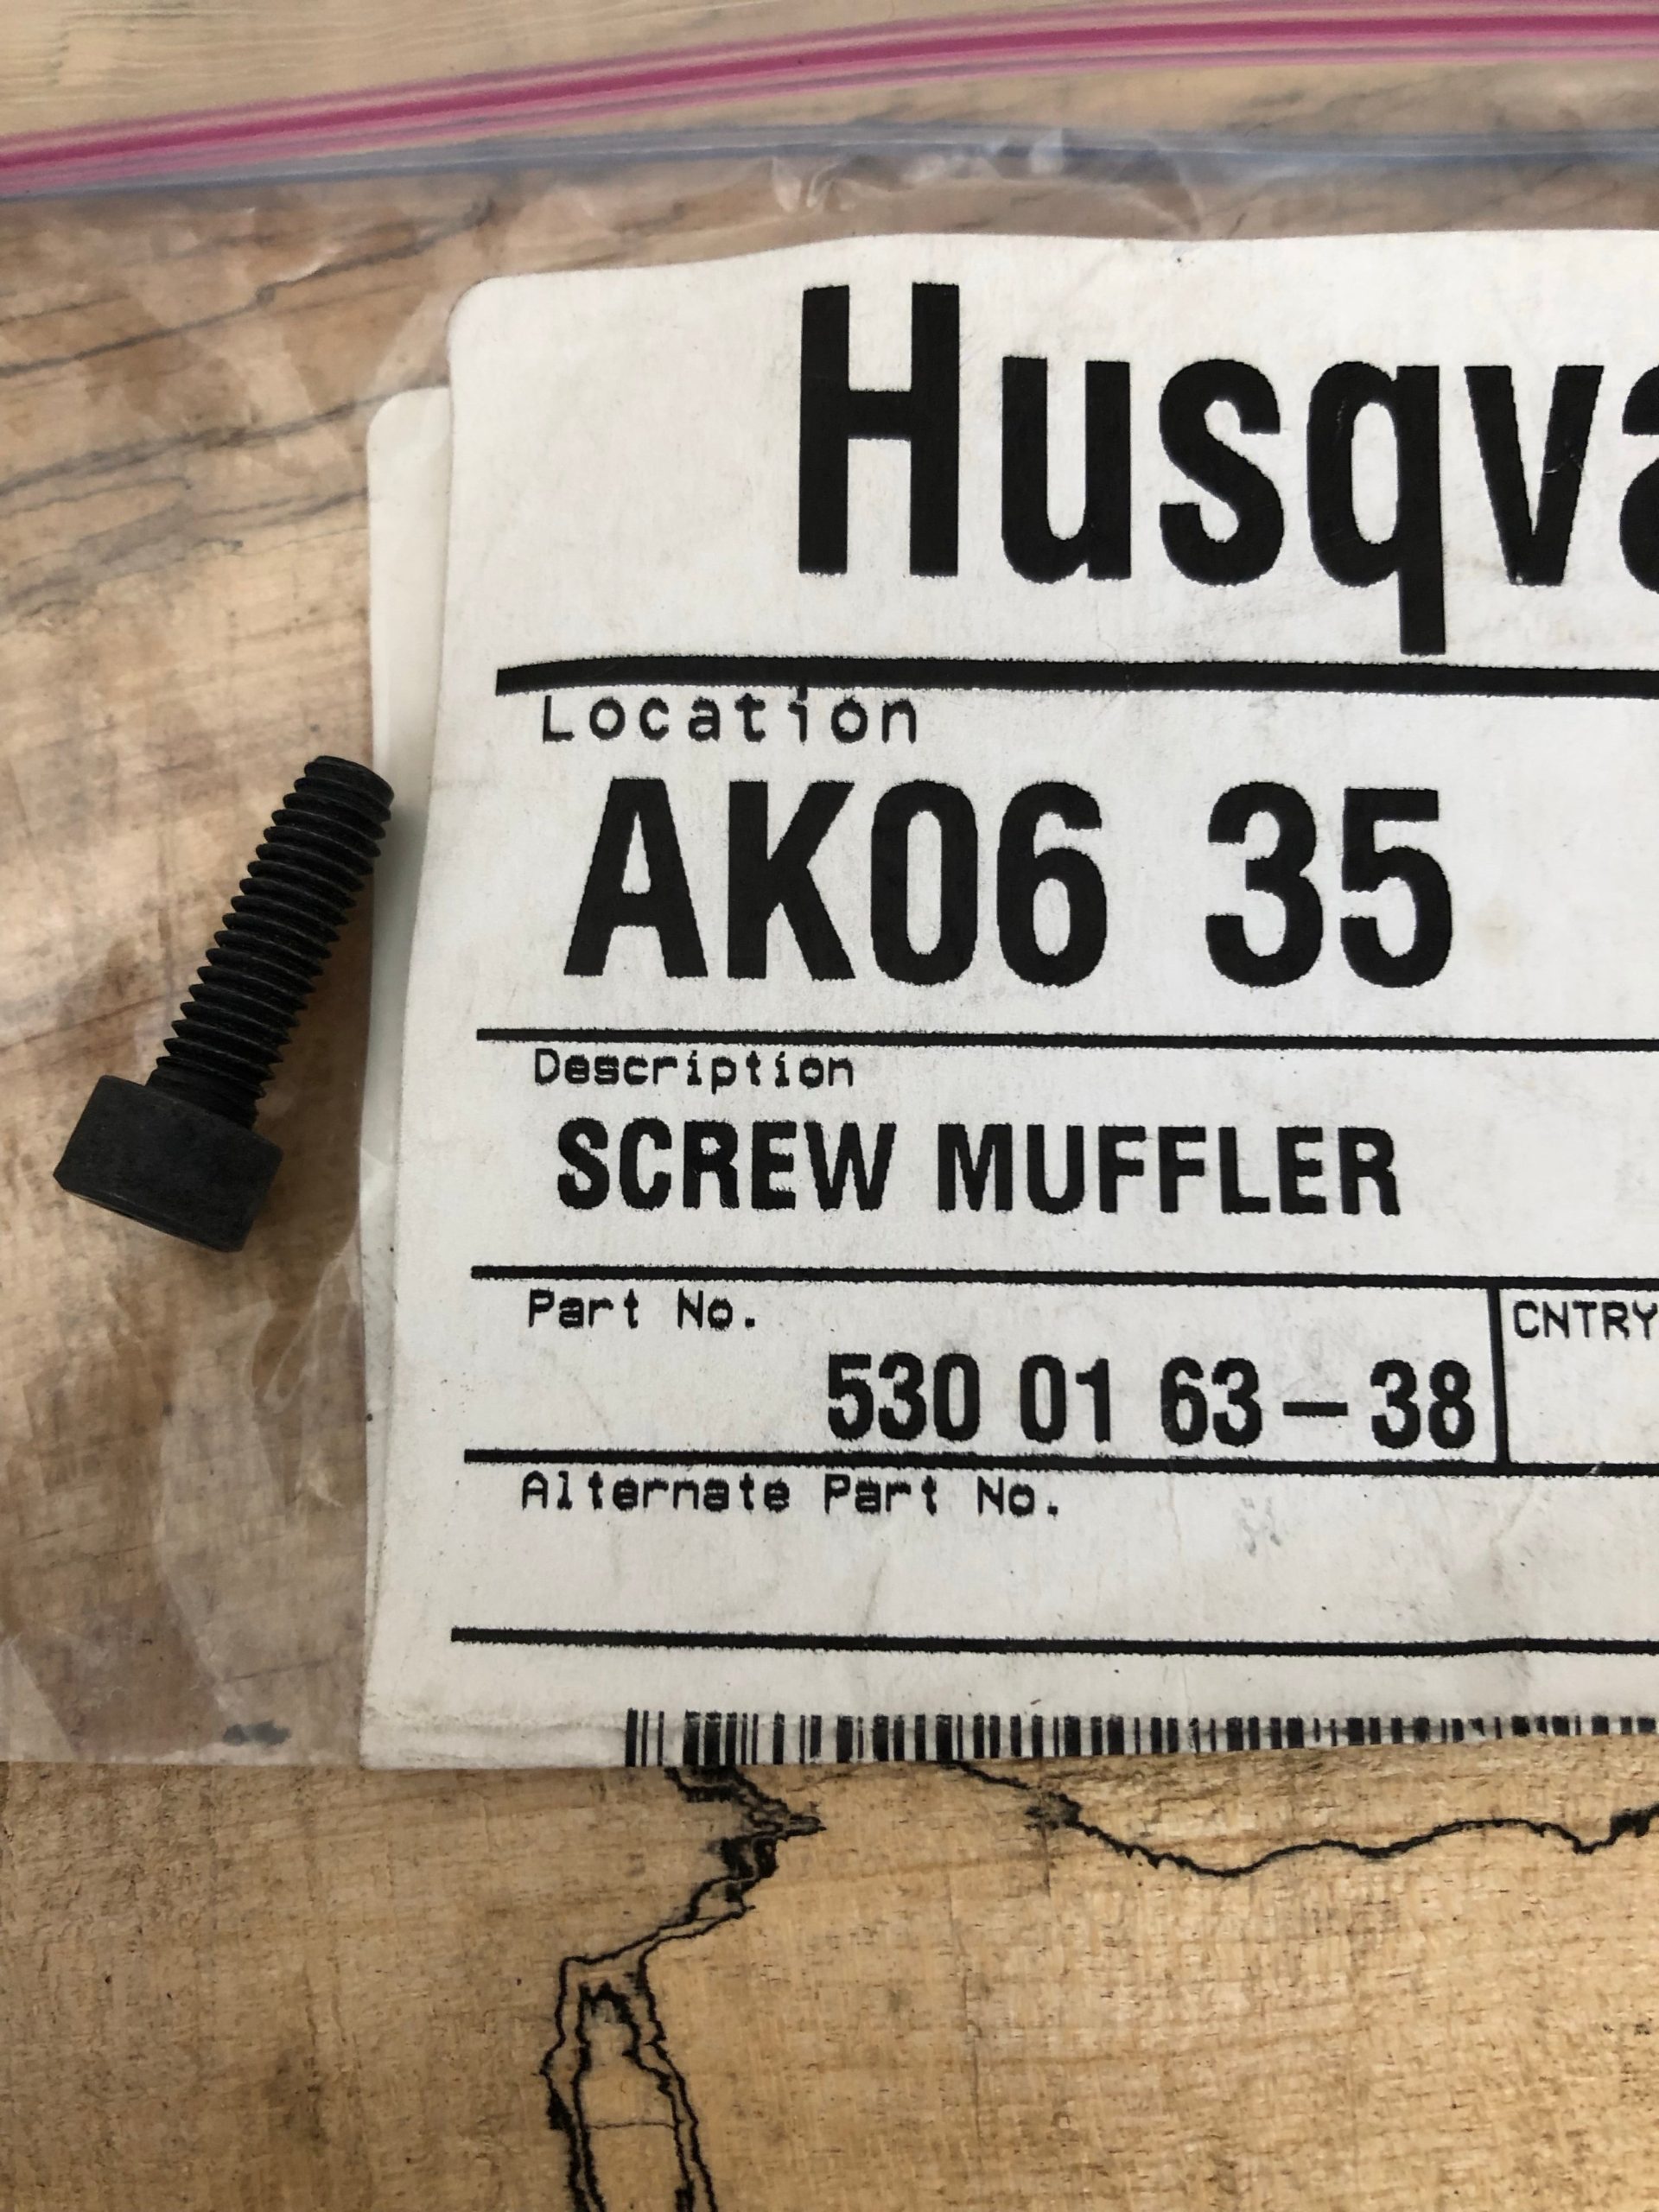 Husqva
Location
AK06 35
Description
SCREW MUFFLER
Part No.
CNTRY
530 01 63-38
Alternate Part No.